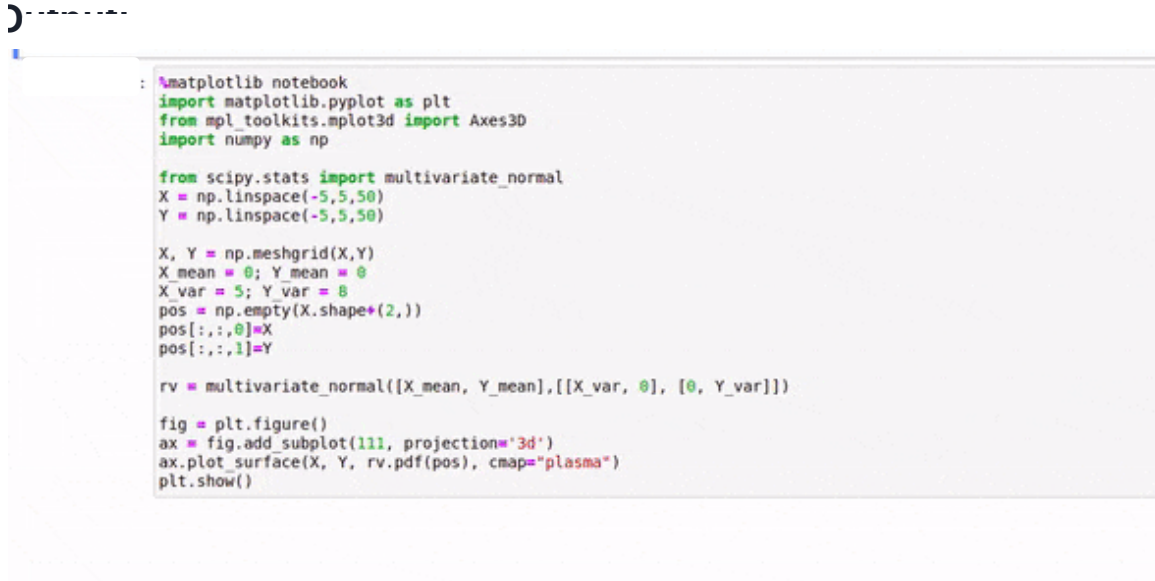 %matplotlib notebook
import matplotlib.pyplot as plt
from mpl_toolkits.mplot3d import Axes3D
import numpy as np

from scipy.stats import multivariate_normal
X = np.linspace(-5,5,50)
Y = np.linspace(-5,5,50)

X, Y = np.meshgrid(X,Y)
X_mean = 0; Y_mean = 0
X_var = 5; Y_var = 8
pos = np.empty(X.shape+(2,))
pos[:,:,0]=X
pos[:,:,1]=Y

rv = multivariate_normal([X_mean, Y_mean],[[X_var, 0], [0, Y_var]])

fig = plt.figure()
ax = fig.add_subplot(111, projection='3d')
ax.plot_surface(X, Y, rv.pdf(pos), cmap="plasma")
plt.show()